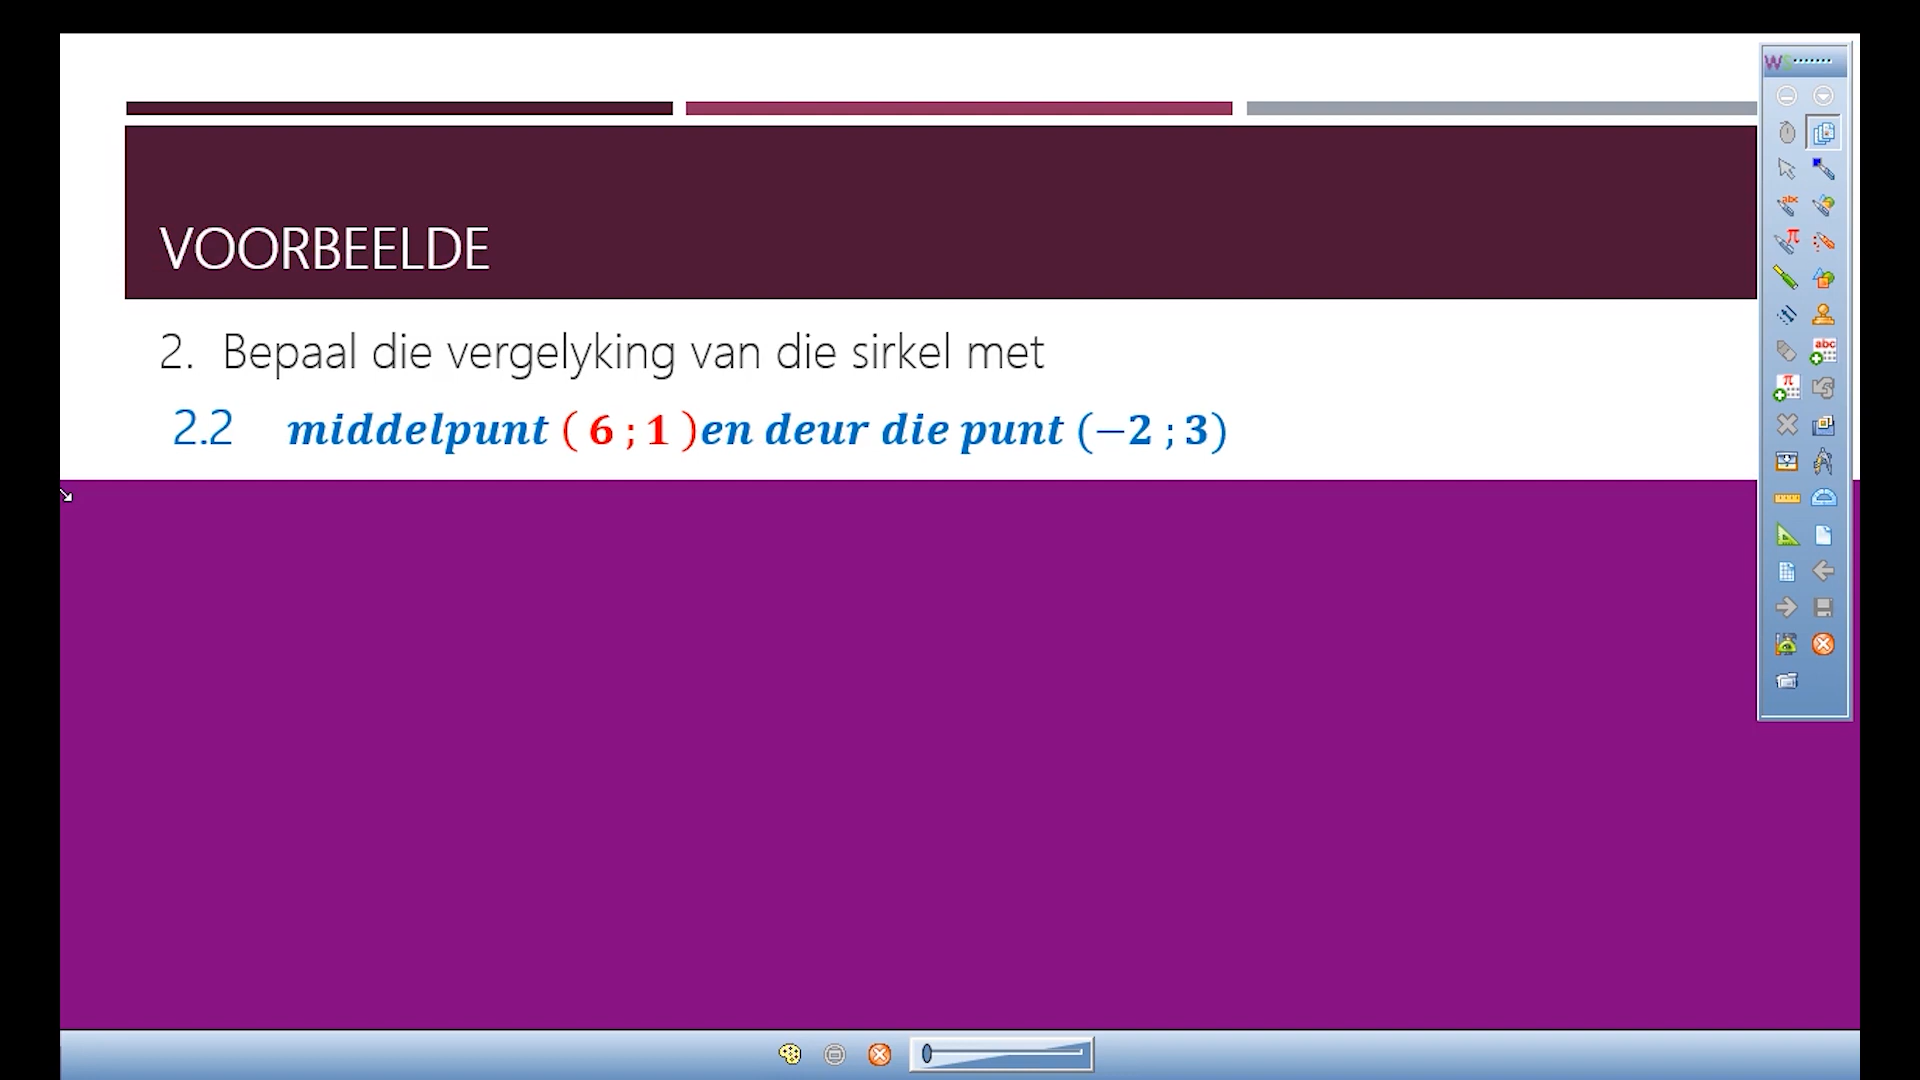 VOORBEELDE
2. Bepaal die vergelyking van die sirkel met
2.2 middelpunt ( 6 ; 1 )en deur die punt (−2 ; 3)